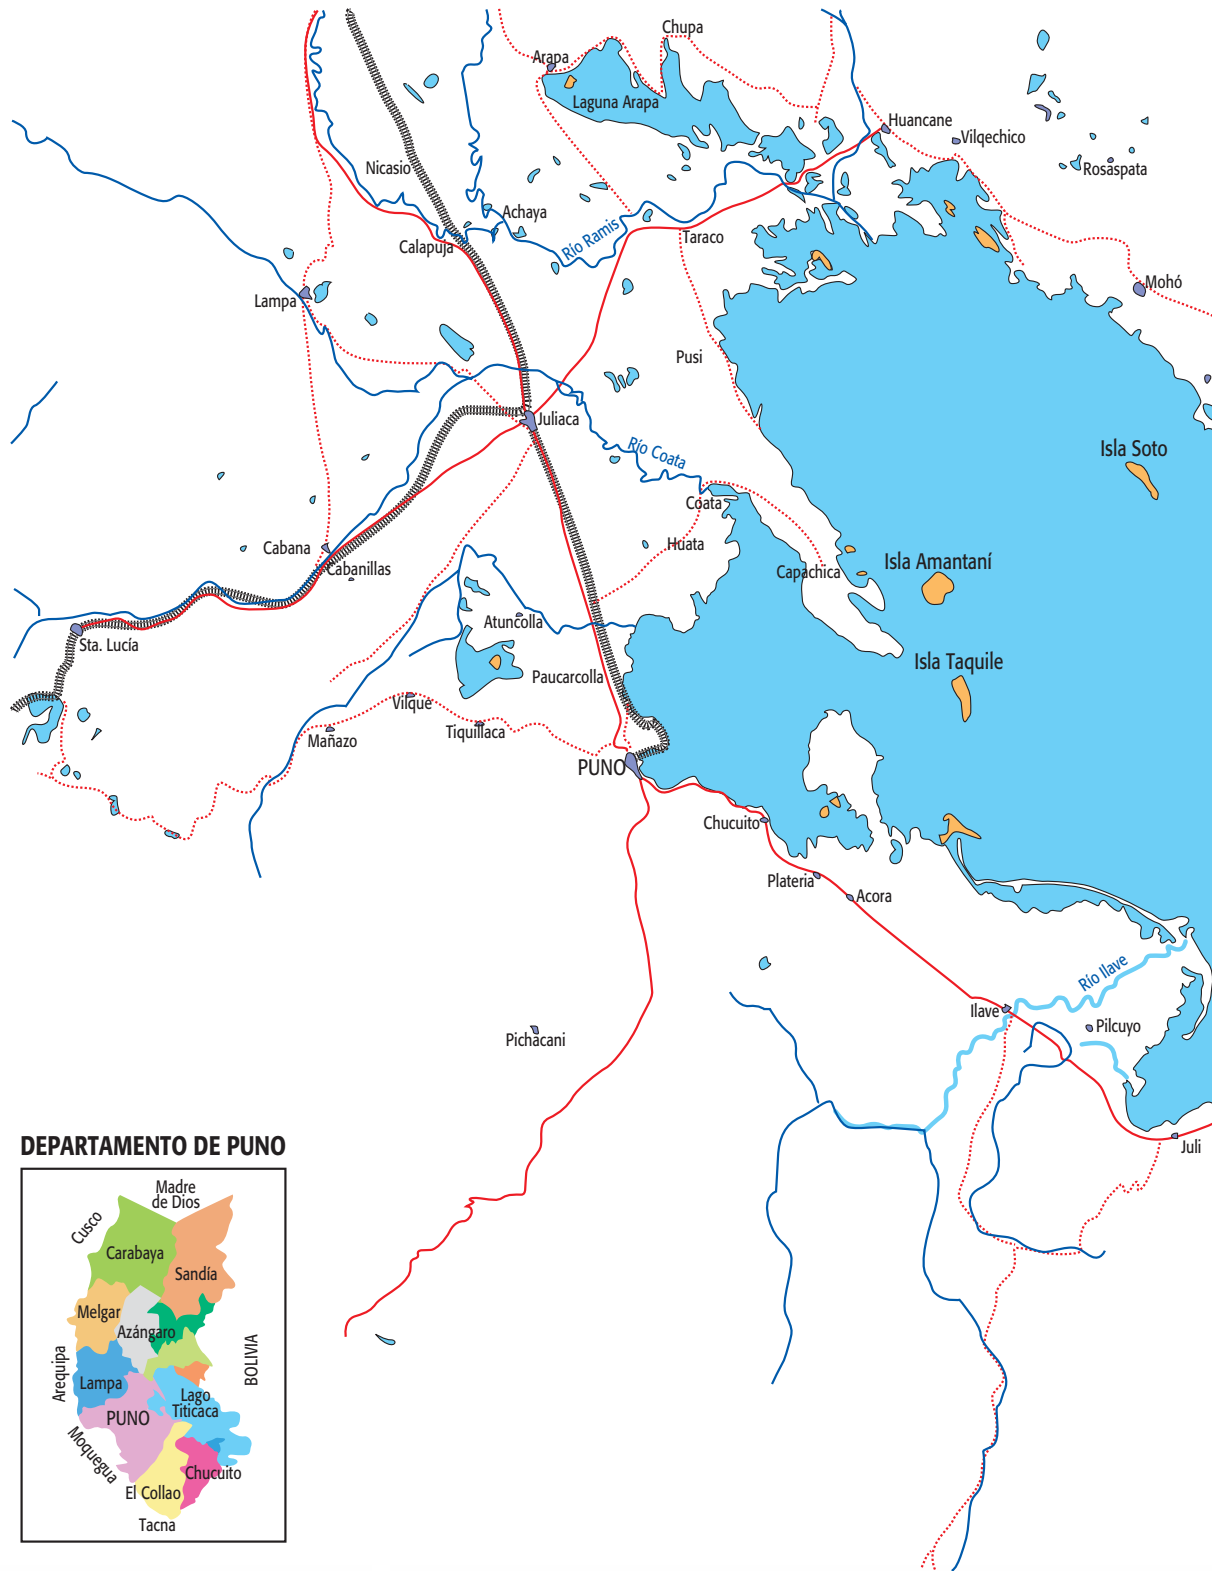 Chupa
Arapa
Laguna Arapa
Huancane
Vilqechico
Rosaspata
Nicasio
Achaya
Río Ramis
Taraco
Calapuja
Lampa
Mohó
Pusi
Juliaca
Río Coata
Isla Soto
Coata
Huata
Cabana
Cabanillas
Capachica
Isla Amantaní
Atuncolla
Sta. Lucía
Isla Taquile
Paucarcolla
Vilque
Tiquillaca
Mañazo
PUNO
Chucuito
Plateria
Acora
Río Ilave
Ilave
Pilcuyo
Pichacani
Juli
DEPARTAMENTO DE PUNO
Madre
de Dios
Cusco
Carabaya
Sandía
Melgar
Azángaro
BOLIVIA
Arequipa
Lampa
Lago
Titicaca
PUNO
Moquegua
Chucuito
El Collao
Tacna